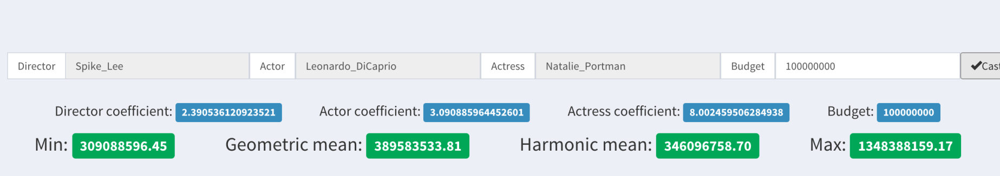 Director Spike_Lee Actor Leonardo_DiCaprio Actress Natalie_Portman Budget 100000000 ✔Cast
Director coefficient: 2.390536120923521 Actor coefficient: 3.090885964452601 Actress coefficient: 8.002459506284938 Budget: 100000000
Min: 309088596.45 Geometric mean: 389583533.81 Harmonic mean: 346096758.70 Max: 1348388159.17